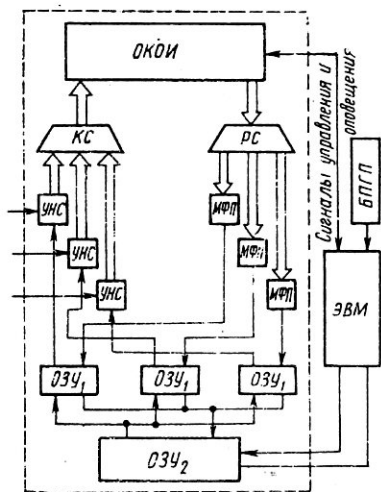 ОКОИ
КС
РС
УНС
МФП
УНС
МФП
УНС
МФП
ОЗУ1
ОЗУ1
ОЗУ1
ОЗУ2
Сигналы управления и
оповещения
БПГП
ЭВМ